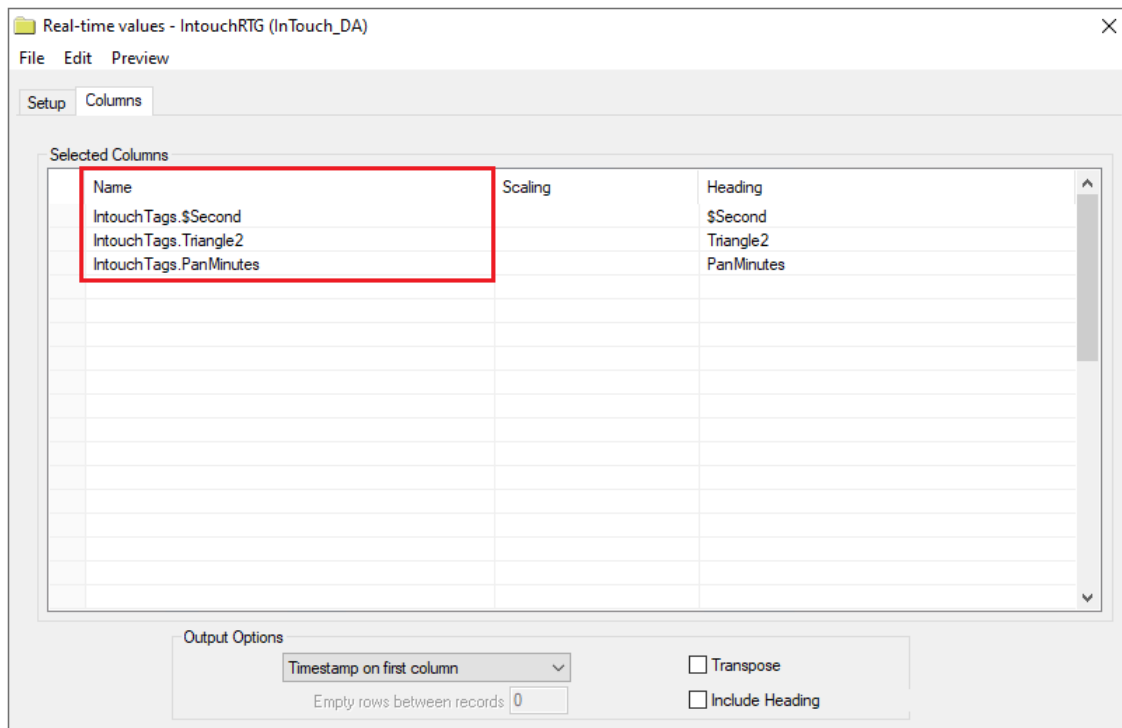 Real-time values - IntouchRTG (InTouch_DA)
File Edit Preview
Setup Columns
Selected Columns
Name Scaling Heading
IntouchTags.$Second $Second
IntouchTags.Triangle2 Triangle2
IntouchTags.PanMinutes PanMinutes
Output Options
Timestamp on first column Transpose
Empty rows between records 0 Include Heading